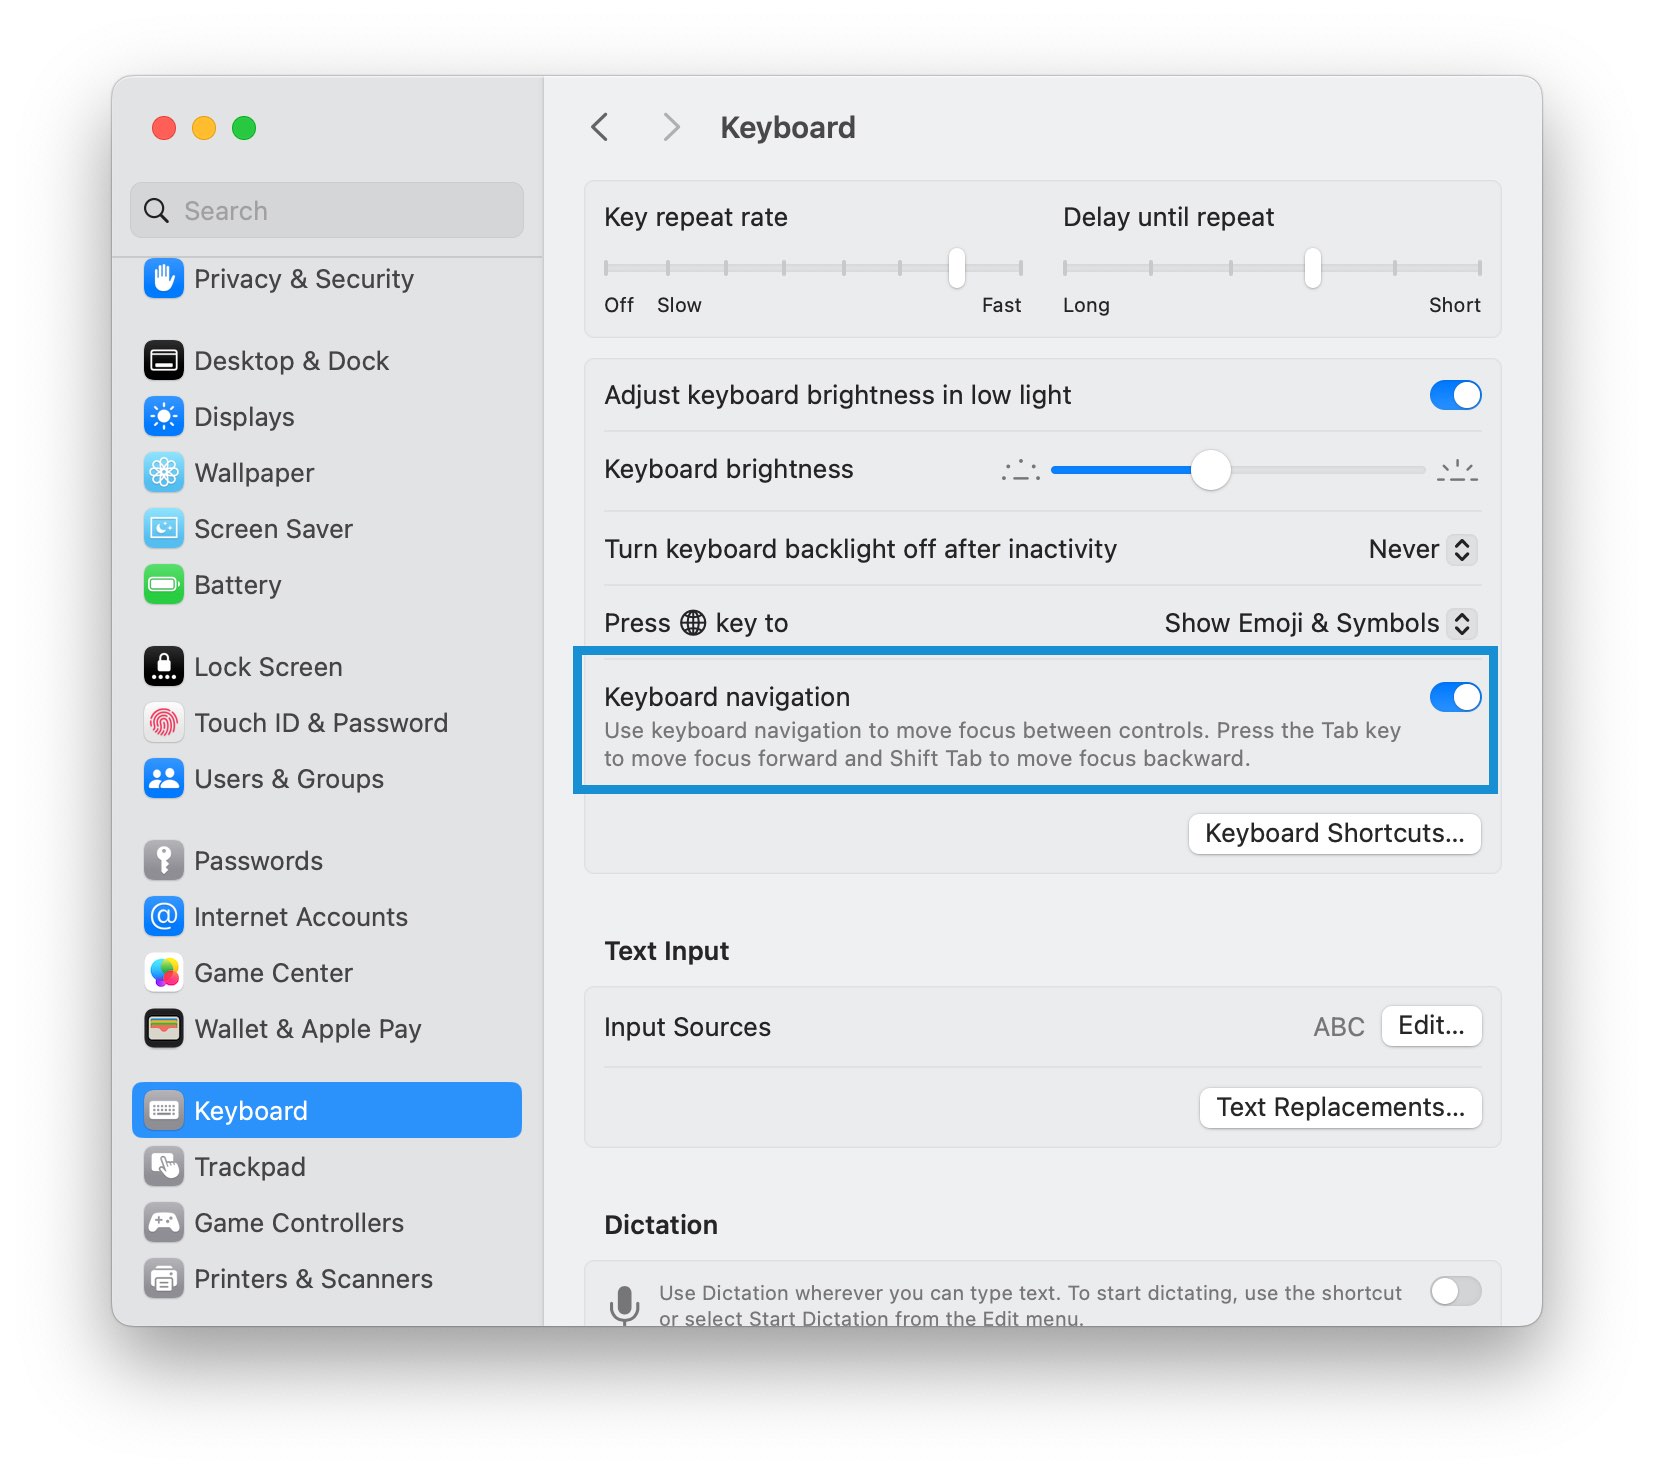 Search
Privacy & Security
Desktop & Dock
Displays
Wallpaper
Screen Saver
Battery
Lock Screen
Touch ID & Password
Users & Groups
Passwords
Internet Accounts
Game Center
Wallet & Apple Pay
Keyboard
Trackpad
Game Controllers
Printers & Scanners
Keyboard
Key repeat rate
Off Slow Fast
Delay until repeat
Long Short
Adjust keyboard brightness in low light
Keyboard brightness
Turn keyboard backlight off after inactivity Never
Press key to Show Emoji & Symbols
Keyboard navigation
Use keyboard navigation to move focus between controls. Press the Tab key
to move focus forward and Shift Tab to move focus backward.
Keyboard Shortcuts...
Text Input
Input Sources ABC Edit...
Text Replacements...
Dictation
Use Dictation wherever you can type text. To start dictating, use the shortcut
or select Start Dictation from the Edit menu.